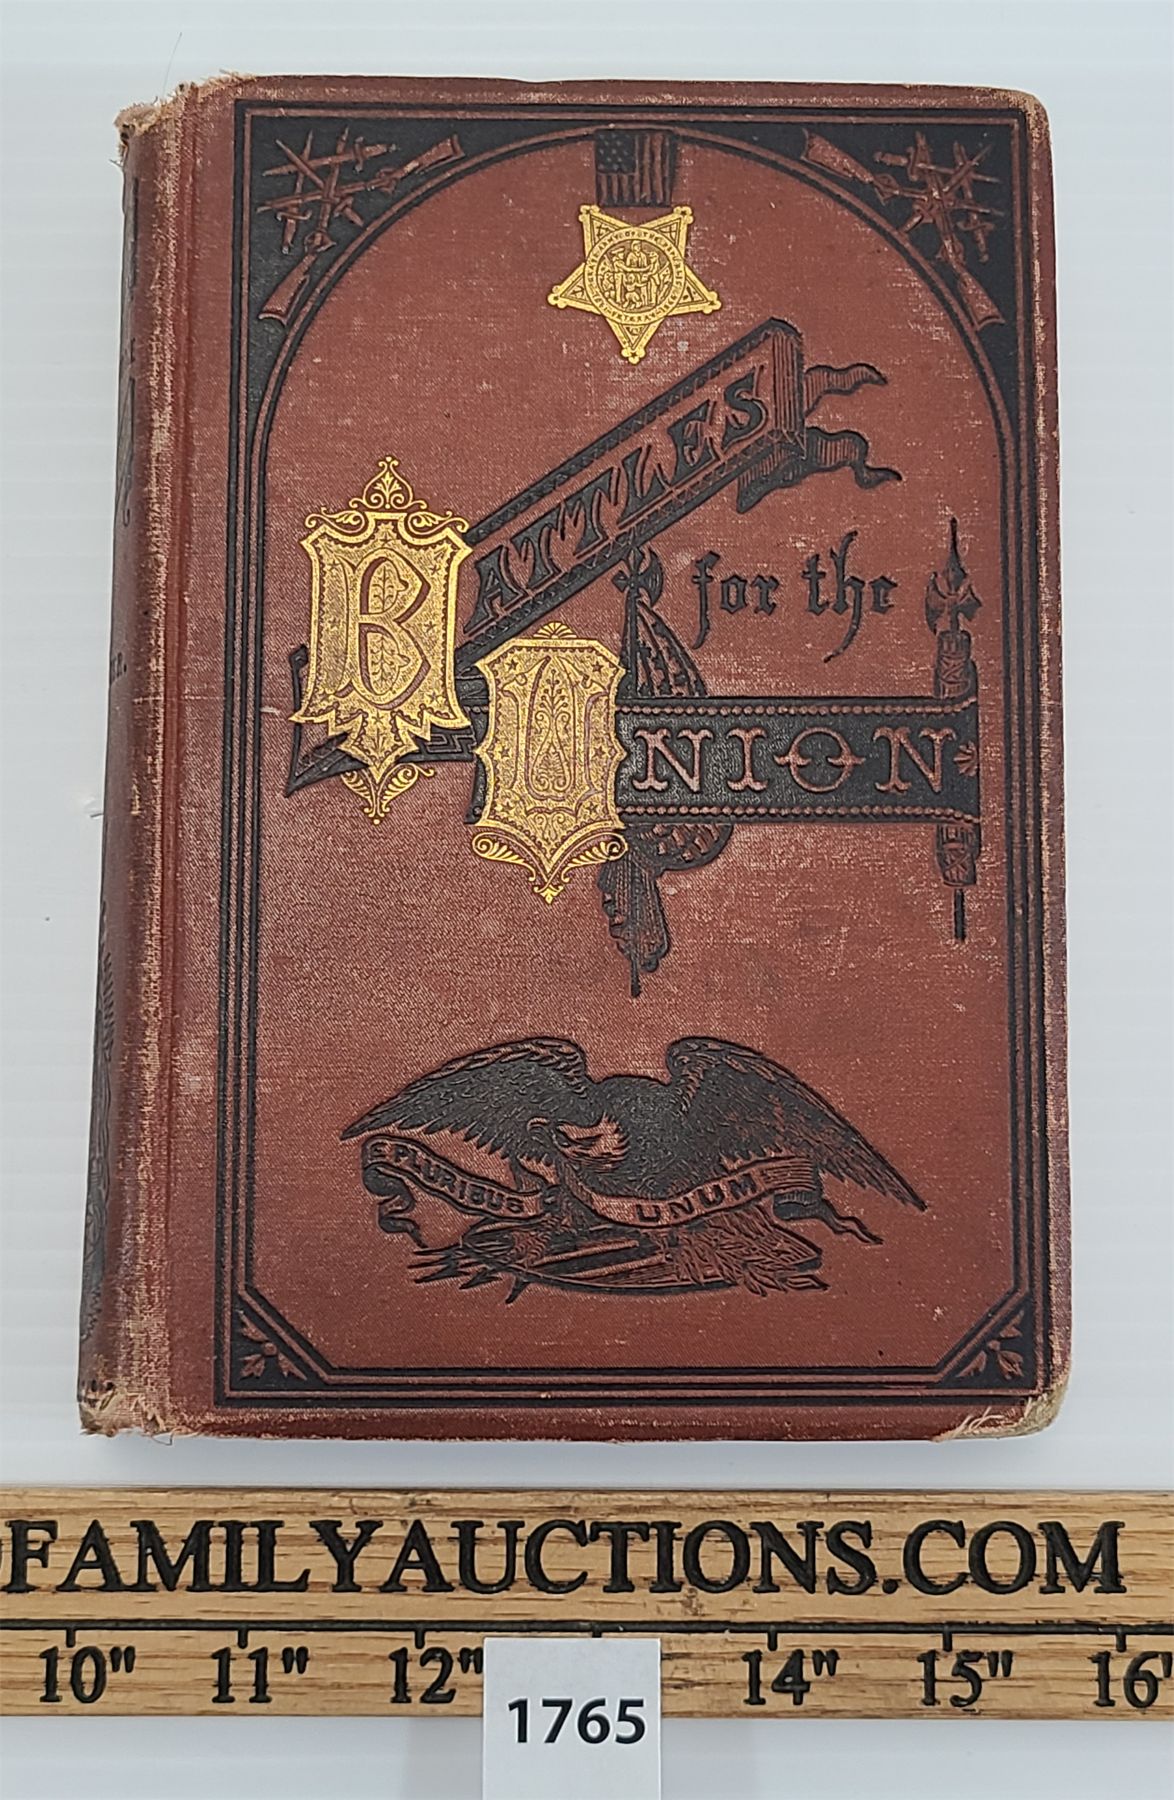 BATTLES
for the
UNION
E PLURIBUS UNUM
FAMILYAUCTIONS.COM
10" 11" 12" 14" 15" 16"
1765